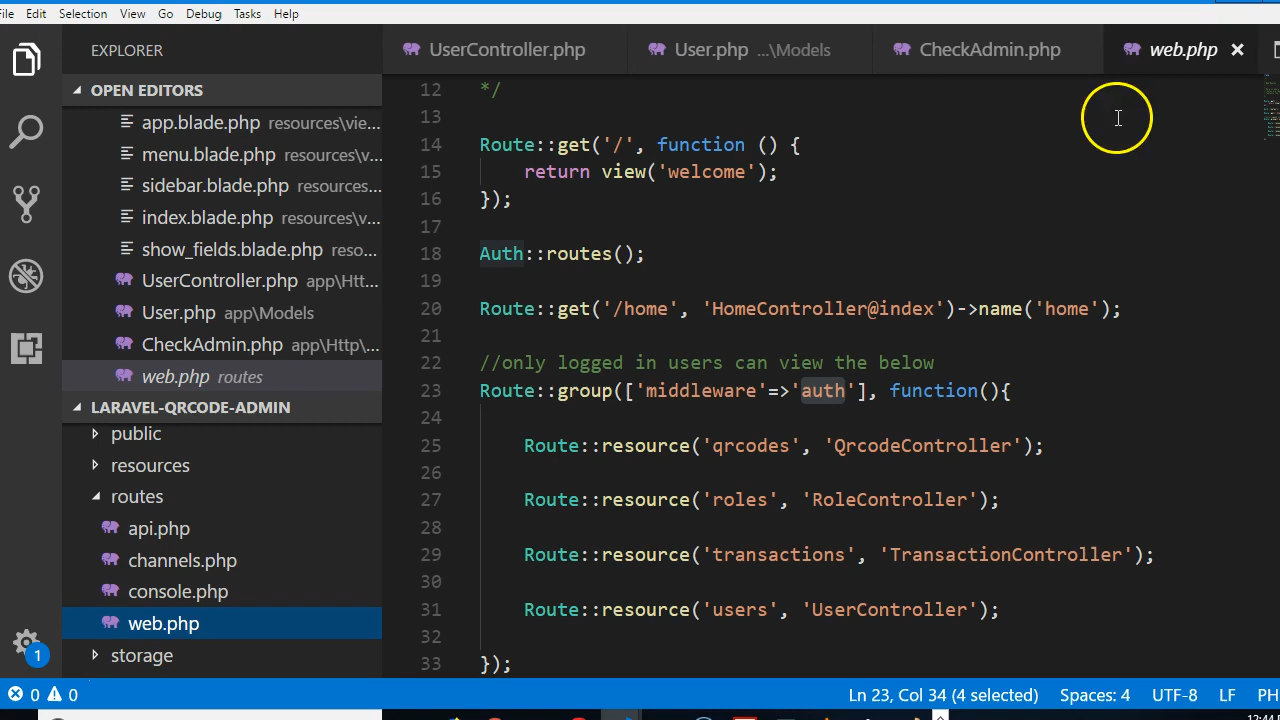 File Edit Selection View Go Debug Tasks Help
EXPLORER
OPEN EDITORS
app.blade.php resources\vie...
menu.blade.php resources\v...
sidebar.blade.php resources...
index.blade.php resources\v...
show_fields.blade.php reso...
UserController.php app\Htt...
User.php app\Models
CheckAdmin.php app\Http\...
web.php routes
LARAVEL-QRCODE-ADMIN
public
resources
routes
api.php
channels.php
console.php
web.php
storage
1
UserController.php User.php ...\Models CheckAdmin.php web.php
12 */
13
14 Route::get('/', function () {
15 return view('welcome');
16 });
17
18 Auth::routes();
19
20 Route::get('/home', 'HomeController@index')->name('home');
21
22 //only logged in users can view the below
23 Route::group(['middleware'=>'auth'], function(){
24
25 Route::resource('qrcodes', 'QrcodeController');
26
27 Route::resource('roles', 'RoleController');
28
29 Route::resource('transactions', 'TransactionController');
30
31 Route::resource('users', 'UserController');
32
33 });
0 0 Ln 23, Col 34 (4 selected) Spaces: 4 UTF-8 LF PH